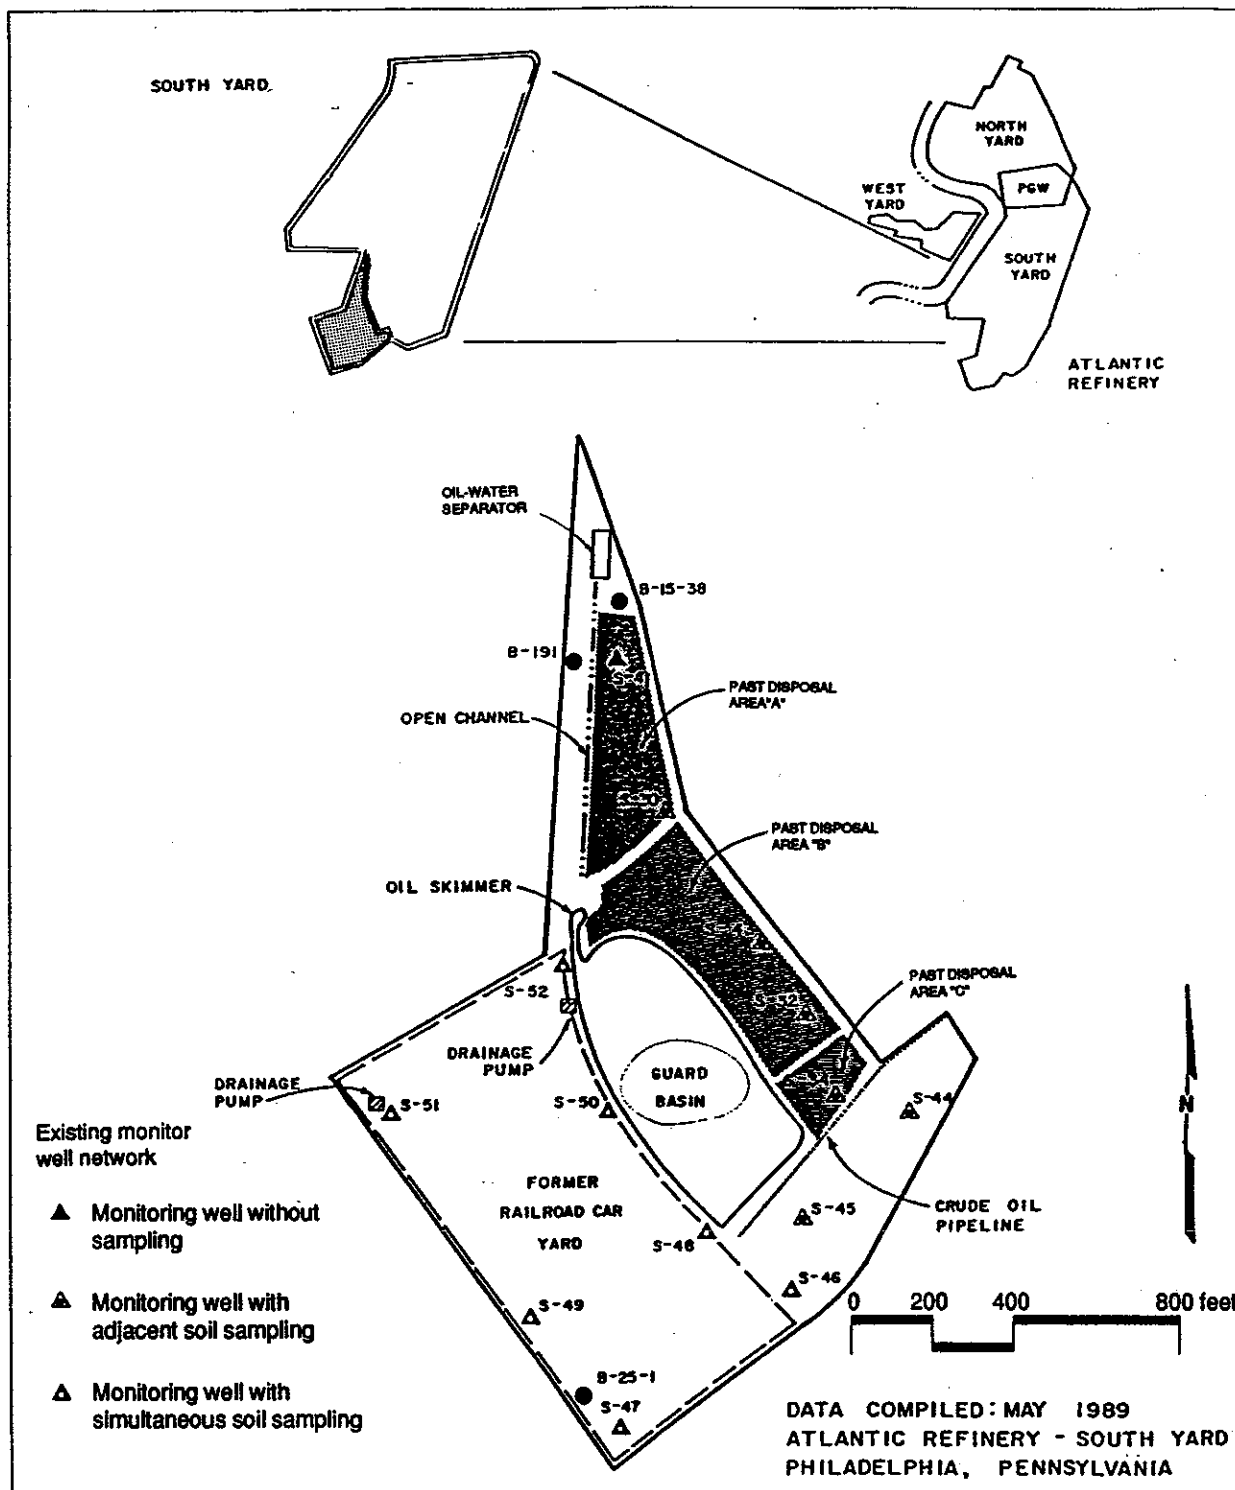 SOUTH YARD
NORTH
YARD
PGW
WEST
YARD
SOUTH
YARD
ATLANTIC
REFINERY
OIL-WATER
SEPARATOR
B-15-38
B-191
PAST DISPOSAL
AREA "A"
OPEN CHANNEL
PAST DISPOSAL
AREA "B"
OIL SKIMMER
PAST DISPOSAL
AREA "C"
S-52
S-32
DRAINAGE
PUMP
GUARD
BASIN
DRAINAGE
PUMP
S-51
S-50
S-44
N
Existing monitor
well network
FORMER
RAILROAD CAR
YARD
S-45
CRUDE OIL
PIPELINE
S-48
S-46
Monitoring well without
sampling
S-49
0 200 400 800 feet
Monitoring well with
adjacent soil sampling
B-25-1
S-47
Monitoring well with
simultaneous soil sampling
DATA COMPILED: MAY 1989
ATLANTIC REFINERY - SOUTH YARD
PHILADELPHIA, PENNSYLVANIA